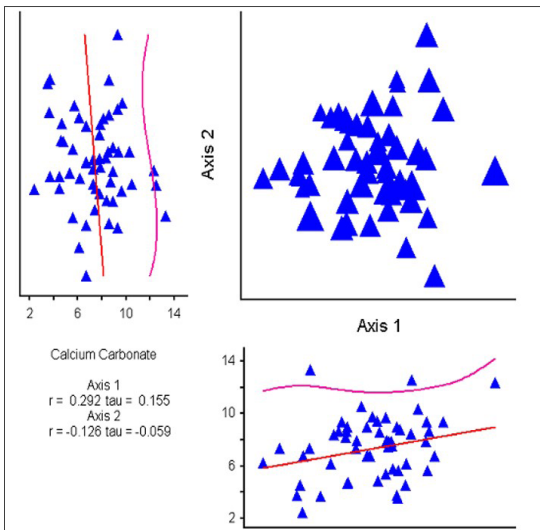 Axis 2
2 6 10 14
Axis 1
Calcium Carbonate
Axis 1
r = 0.292 tau = 0.155
Axis 2
r = -0.126 tau = -0.059
14
10
6
2